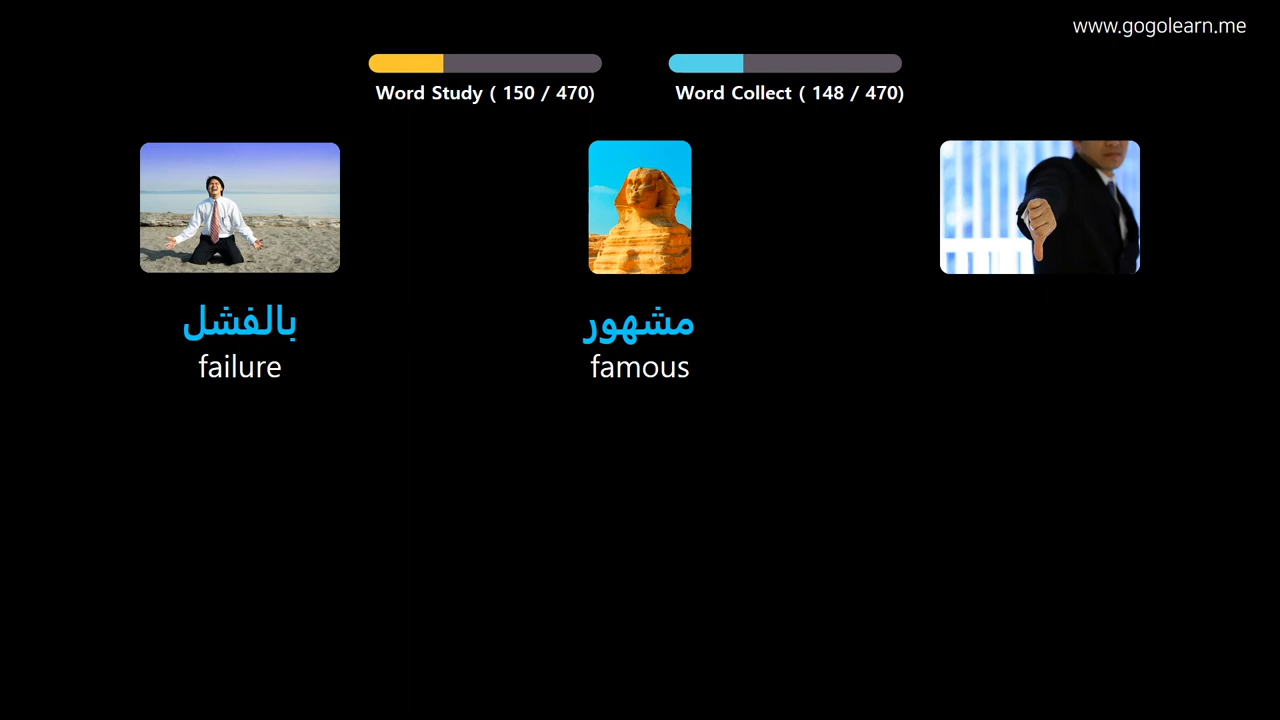 www.gogolearn.me
Word Study ( 150 / 470)
Word Collect ( 148 / 470)
بالفشل
failure
مشهور
famous